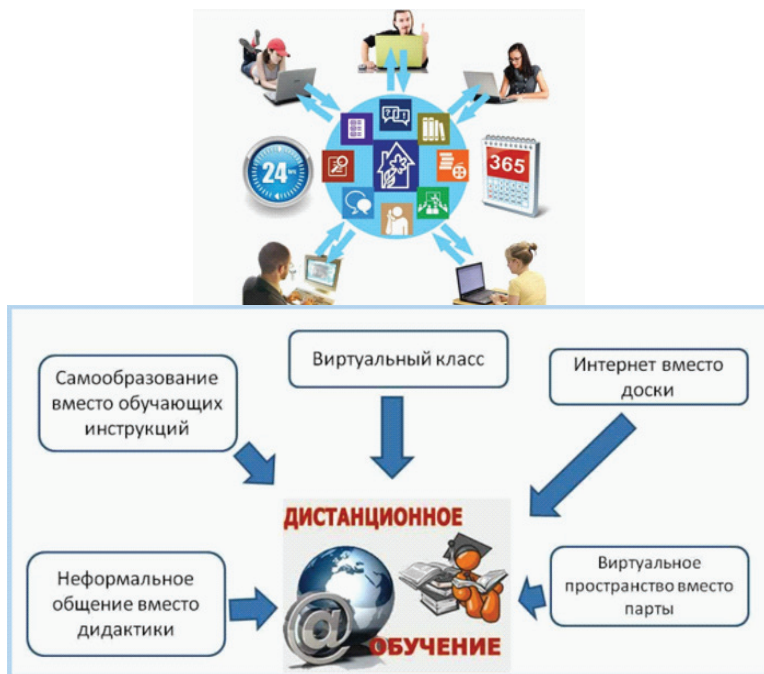 24 hrs
365
Самообразование
вместо обучающих
инструкций
Виртуальный класс
Интернет вместо
доски
ДИСТАНЦИОННОЕ
ОБУЧЕНИЕ
@
Неформальное
общение вместо
дидактики
Виртуальное
пространство вместо
парты